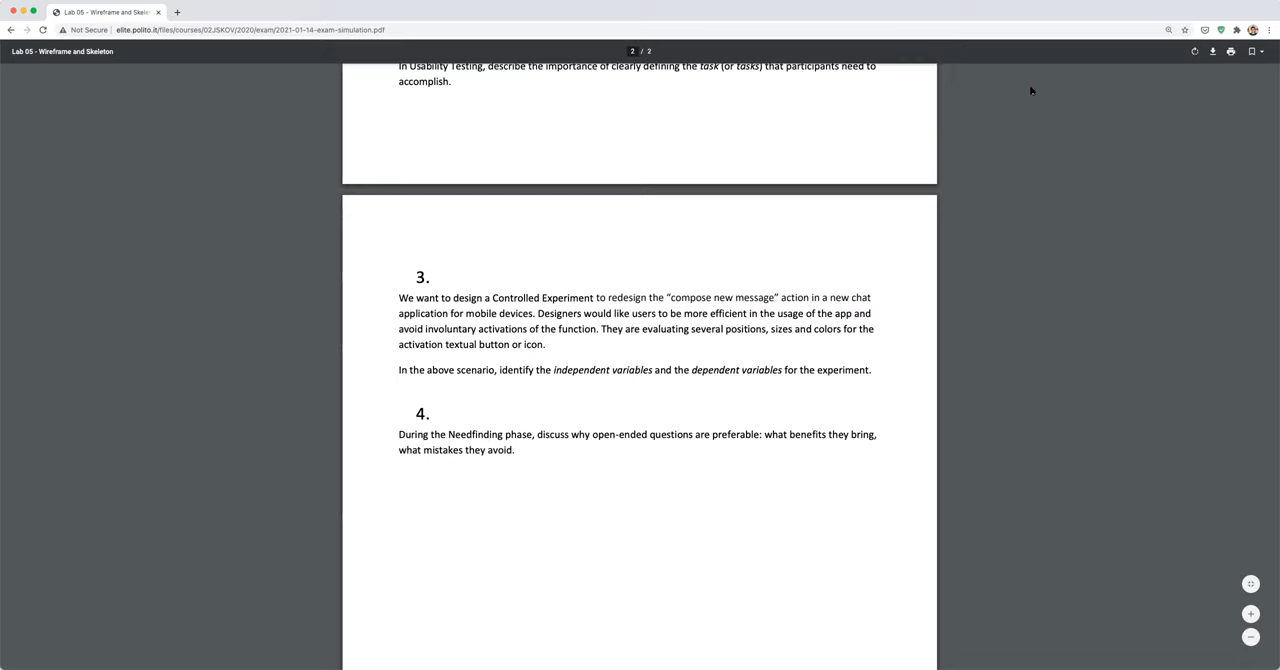 Lab 05 - Wireframe and Skele
Not Secure
elite.polito.it/files/courses/02JSKOV/2020/exam/2021-01-14-exam-simulation.pdf
Lab 05 - Wireframe and Skeleton
2 / 2
In Usability Testing, describe the importance of clearly defining the task (or tasks) that participants need to
accomplish.
3.
We want to design a Controlled Experiment to redesign the “compose new message” action in a new chat
application for mobile devices. Designers would like users to be more efficient in the usage of the app and
avoid involuntary activations of the function. They are evaluating several positions, sizes and colors for the
activation textual button or icon.
In the above scenario, identify the independent variables and the dependent variables for the experiment.
4.
During the Needfinding phase, discuss why open-ended questions are preferable: what benefits they bring,
what mistakes they avoid.